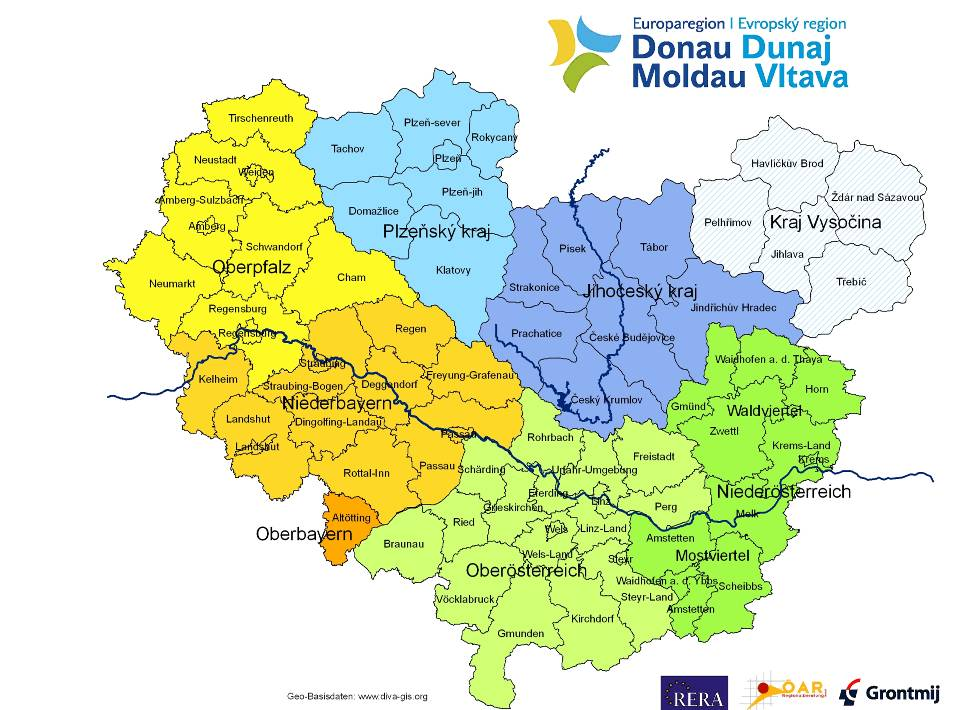 Europaregion | Evropský region
Donau Dunaj
Moldau Vltava
Tirschenreuth
Plzeň-sever
Rokycany
Tachov
Plzeň
Neustadt
Weiden
Havlíčkův Brod
Amberg-Sulzbach
Plzeň-jih
Žďár nad Sázavou
Domažlice
Amberg
Plzeňský kraj
Pelhřimov
Kraj Vysočina
Schwandorf
Písek
Tábor
Jihlava
Oberpfalz
Klatovy
Neumarkt
Cham
Strakonice
Jihočeský kraj
Třebíč
Regensburg
Jindřichův Hradec
Regensburg
Regen
Prachatice
České Budějovice
Straubing
Waidhofen a. d. Thaya
Kelheim
Straubing-Bogen
Deggendorf
Freyung-Grafenau
Horn
Niederbayern
Český Krumlov
Gmünd
Waldviertel
Landshut
Dingolfing-Landau
Zwettl
Passau
Rohrbach
Krems-Land
Landshut
Freistadt
Krems
Rottal-Inn
Passau
Schärding
Urfahr-Umgebung
Niederösterreich
Eferding
Linz
Altötting
Grieskirchen
Perg
Melk
Oberbayern
Ried
Wels
Linz-Land
Amstetten
Braunau
Wels-Land
Steyr
Mostviertel
Oberösterreich
Waidhofen a. d. Ybbs
Scheibbs
Vöcklabruck
Steyr-Land
Amstetten
Kirchdorf
Gmunden
Geo-Basisdaten: www.diva-gis.org
RERA
ÖAR
Regionalberatung
Grontmij